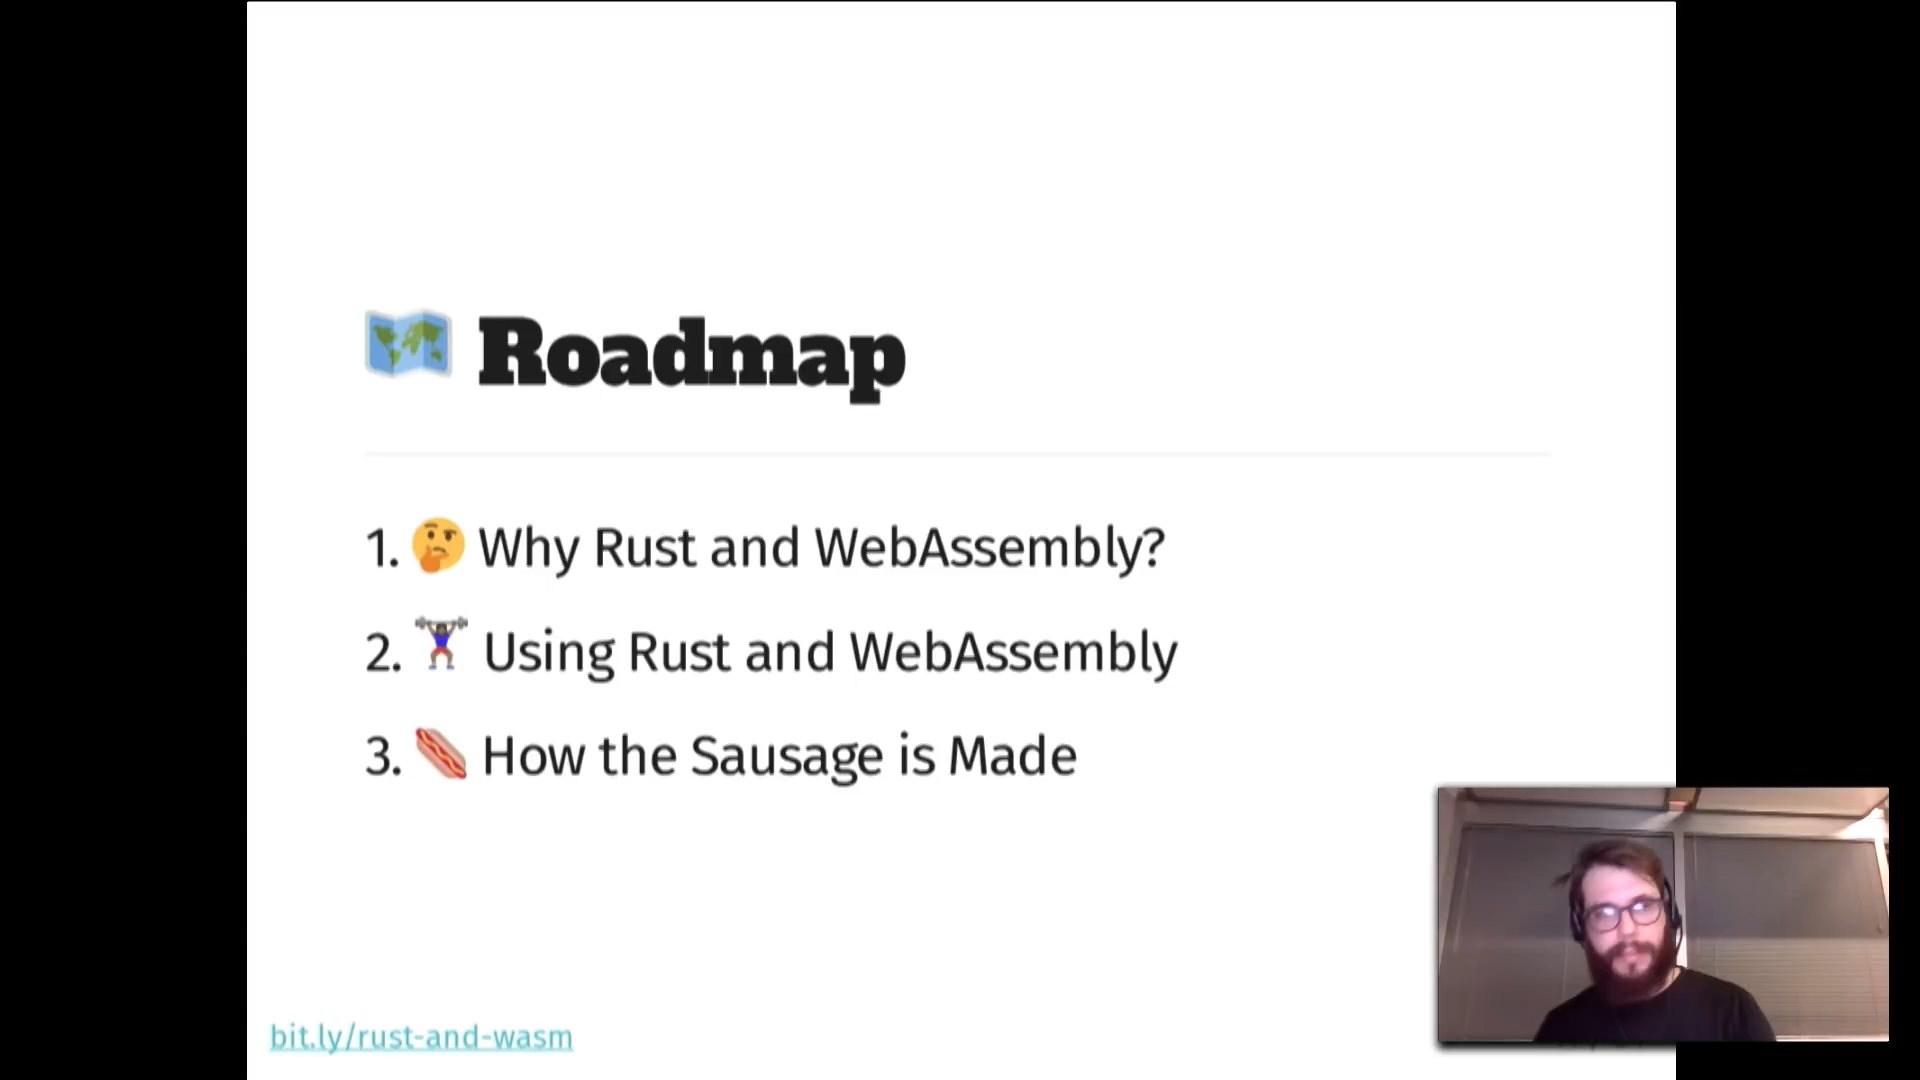 Roadmap
1. 🤔 Why Rust and WebAssembly?
2. 🏋🏾‍♀️ Using Rust and WebAssembly
3. 🌭 How the Sausage is Made
bit.ly/rust-and-wasm